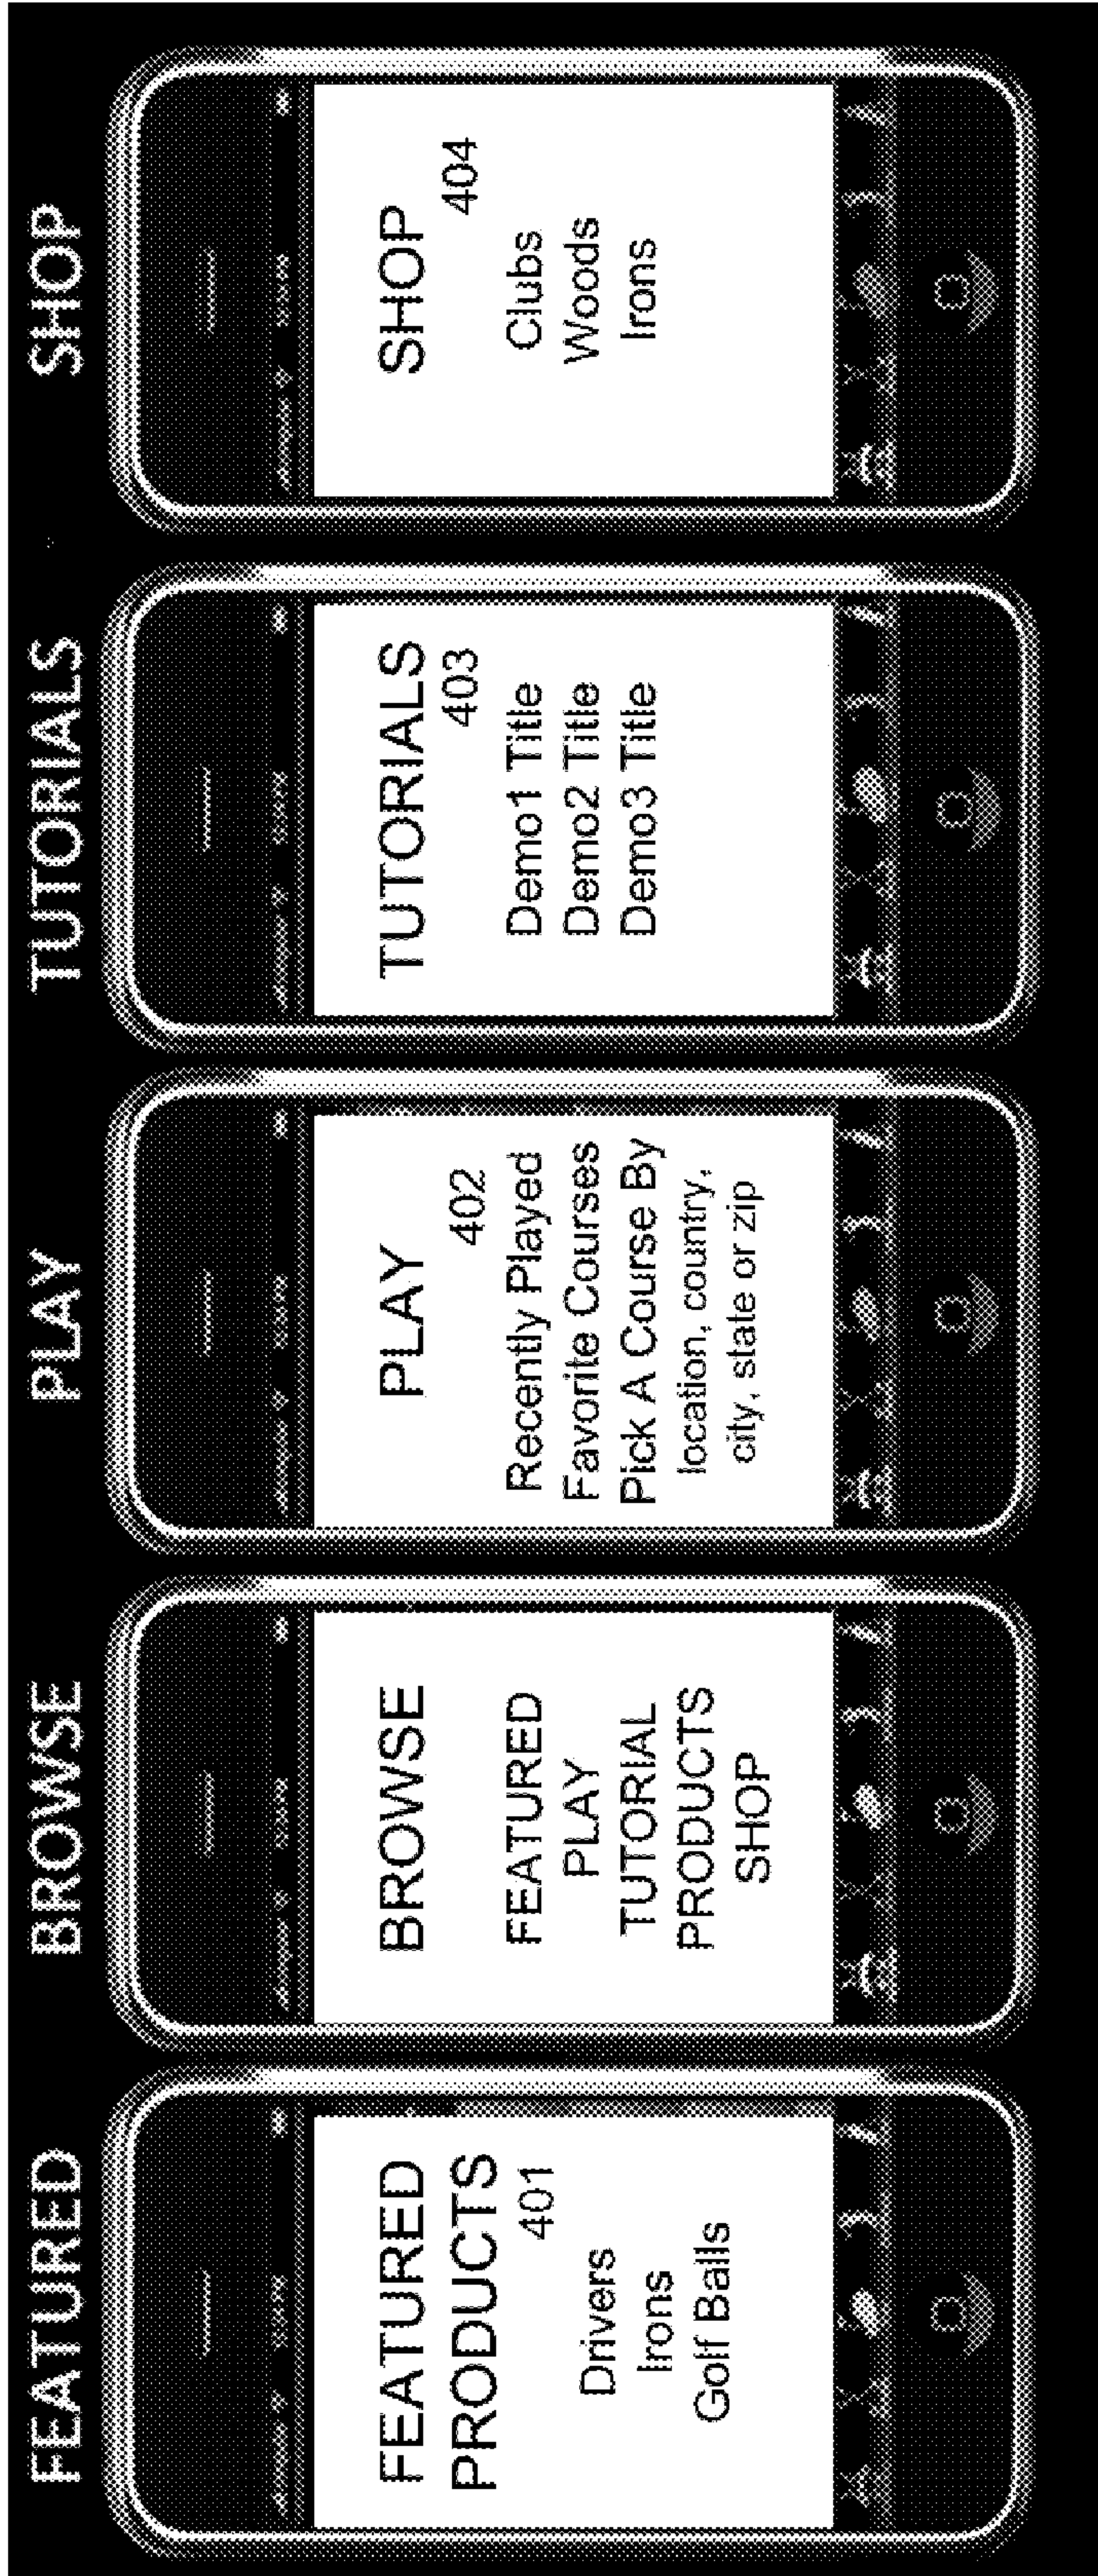 FEATURED
FEATURED
PRODUCTS
401
Drivers
Irons
Golf Balls
BROWSE
BROWSE
FEATURED
PLAY
TUTORIAL
PRODUCTS
SHOP
PLAY
PLAY
402
Recently Played
Favorite Courses
Pick A Course By
location, country,
city, state or zip
TUTORIALS
TUTORIALS
403
Demo1 Title
Demo2 Title
Demo3 Title
SHOP
SHOP
404
Clubs
Woods
Irons